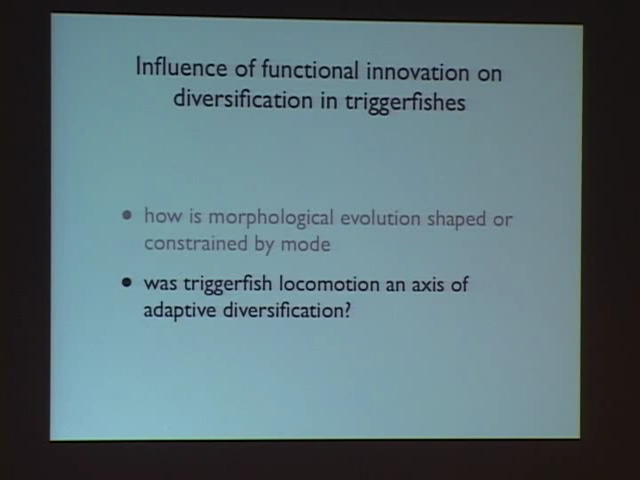 Influence of functional innovation on
diversification in triggerfishes
• how is morphological evolution shaped or
constrained by mode
• was triggerfish locomotion an axis of
adaptive diversification?